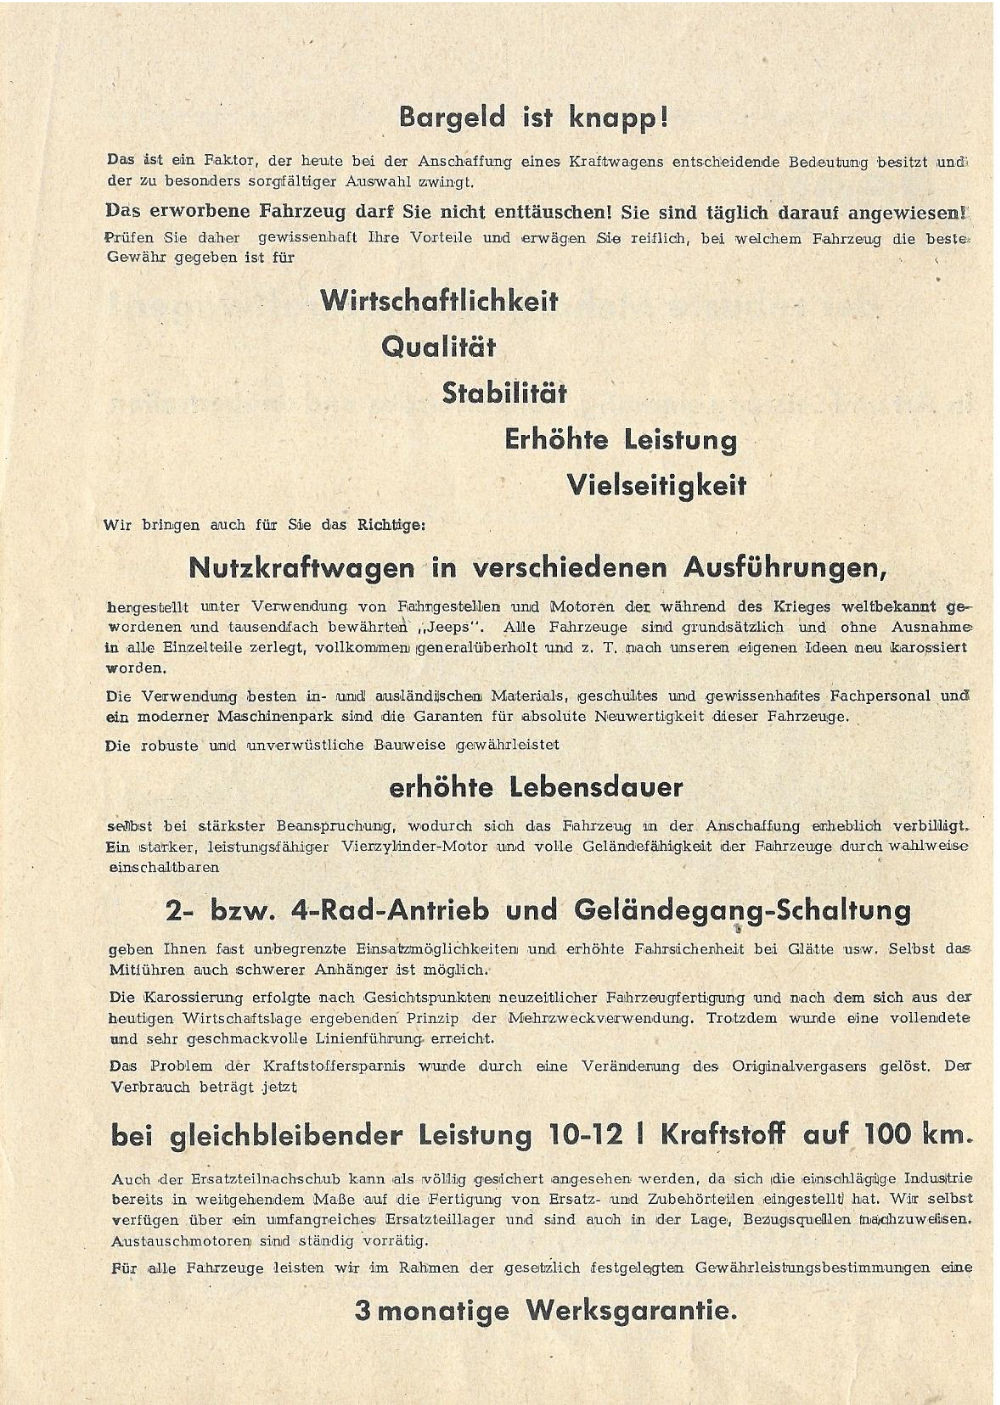 Bargeld ist knapp!
Das ist ein Faktor, der heute bei der Anschaffung eines Kraftwagens entscheidende Bedeutung besitzt und
der zu besonders sorgfältiger Auswahl zwingt.
Das erworbene Fahrzeug darf Sie nicht enttäuschen! Sie sind täglich darauf angewiesen!
Prüfen Sie daher gewissenhaft Ihre Vorteile und erwägen Sie reiflich, bei welchem Fahrzeug die beste
Gewähr gegeben ist für
Wirtschaftlichkeit
Qualität
Stabilität
Erhöhte Leistung
Vielseitigkeit
Wir bringen auch für Sie das Richtige:
Nutzkraftwagen in verschiedenen Ausführungen,
hergestellt unter Verwendung von Fahrgestellen und Motoren der während des Krieges weltbekannt ge-
wordenen und tausendfach bewährten „Jeeps". Alle Fahrzeuge sind grundsätzlich und ohne Ausnahme
in alle Einzelteile zerlegt, vollkommen generalüberholt und z. T. nach unseren eigenen Ideen neu karossiert
worden.
Die Verwendung besten in- und ausländischen Materials, geschultes und gewissenhaftes Fachpersonal und
ein moderner Maschinenpark sind die Garanten für absolute Neuwertigkeit dieser Fahrzeuge.
Die robuste und unverwüstliche Bauweise gewährleistet
erhöhte Lebensdauer
selbst bei stärkster Beanspruchung, wodurch sich das Fahrzeug in der Anschaffung erheblich verbilligt.
Ein starker, leistungsfähiger Vierzylinder-Motor und volle Geländefähigkeit der Fahrzeuge durch wahlweise
einschaltbaren
2- bzw. 4-Rad-Antrieb und Geländegang-Schaltung
geben Ihnen fast unbegrenzte Einsatzmöglichkeiten und erhöhte Fahrsicherheit bei Glätte usw. Selbst das
Mitführen auch schwerer Anhänger ist möglich.
Die Karossierung erfolgte nach Gesichtspunkten neuzeitlicher Fahrzeugfertigung und nach dem sich aus der
heutigen Wirtschaftslage ergebenden Prinzip der Mehrzweckverwendung. Trotzdem wurde eine vollendete
und sehr geschmackvolle Linienführung erreicht.
Das Problem der Kraftstoffersparnis wurde durch eine Veränderung des Originalvergasers gelöst. Der
Verbrauch beträgt jetzt
bei gleichbleibender Leistung 10-12 l Kraftstoff auf 100 km.
Auch der Ersatzteilnachschub kann als völlig gesichert angesehen werden, da sich die einschlägige Industrie
bereits in weitgehendem Maße auf die Fertigung von Ersatz- und Zubehörteilen eingestellt hat. Wir selbst
verfügen über ein umfangreiches Ersatzteillager und sind auch in der Lage, Bezugsquellen nachzuweisen.
Austauschmotoren sind ständig vorrätig.
Für alle Fahrzeuge leisten wir im Rahmen der gesetzlich festgelegten Gewährleistungsbestimmungen eine
3 monatige Werksgarantie.